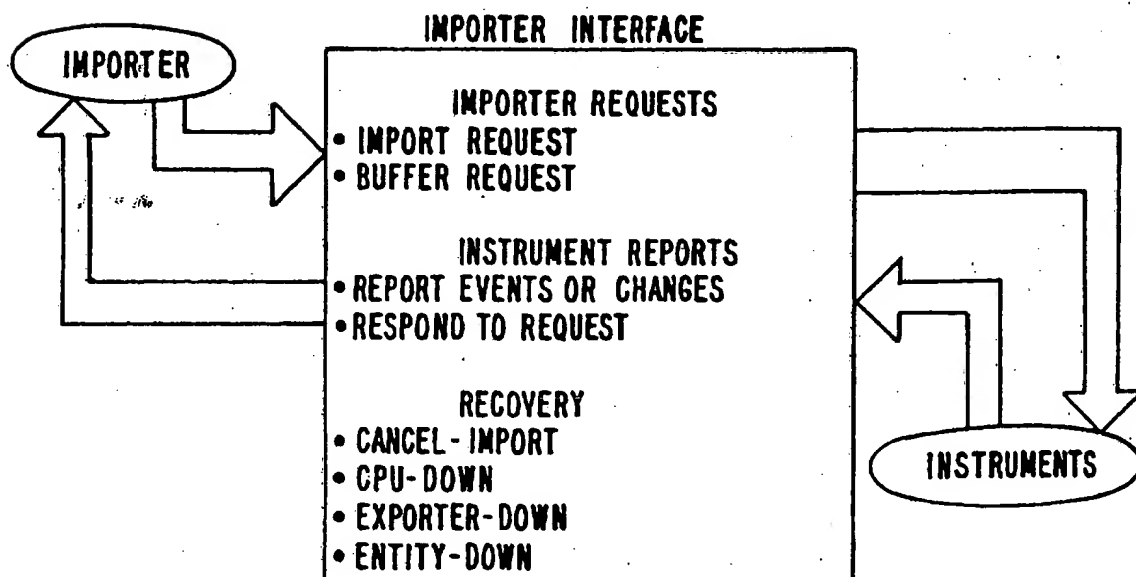 IMPORTER INTERFACE
IMPORTER
IMPORTER REQUESTS
• IMPORT REQUEST
• BUFFER REQUEST
INSTRUMENT REPORTS
• REPORT EVENTS OR CHANGES
• RESPOND TO REQUEST
RECOVERY
• CANCEL-IMPORT
• CPU-DOWN
• EXPORTER-DOWN
• ENTITY-DOWN
INSTRUMENTS